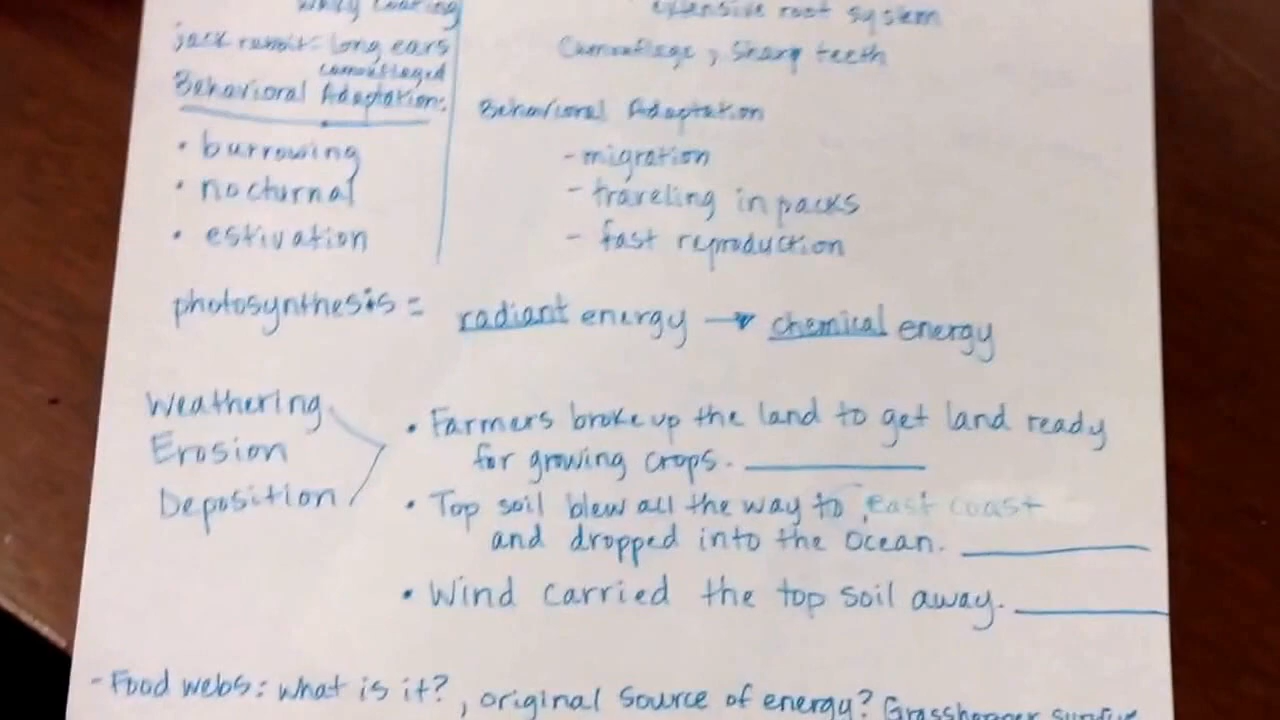 waxy coating
extensive root system
jack rabbit: long ears
camouflaged
Camouflage, Sharp teeth
Behavioral Adaptation:
• burrowing
• nocturnal
• estivation
Behavioral Adaptation
- migration
- traveling in packs
- fast reproduction
photosynthesis = radiant energy → chemical energy
Weathering
Erosion
Deposition
• Farmers broke up the land to get land ready
for growing crops.
• Top soil blew all the way to east coast
and dropped into the ocean.
• Wind carried the top soil away.
- Food webs: what is it?, original source of energy? Grasshopper